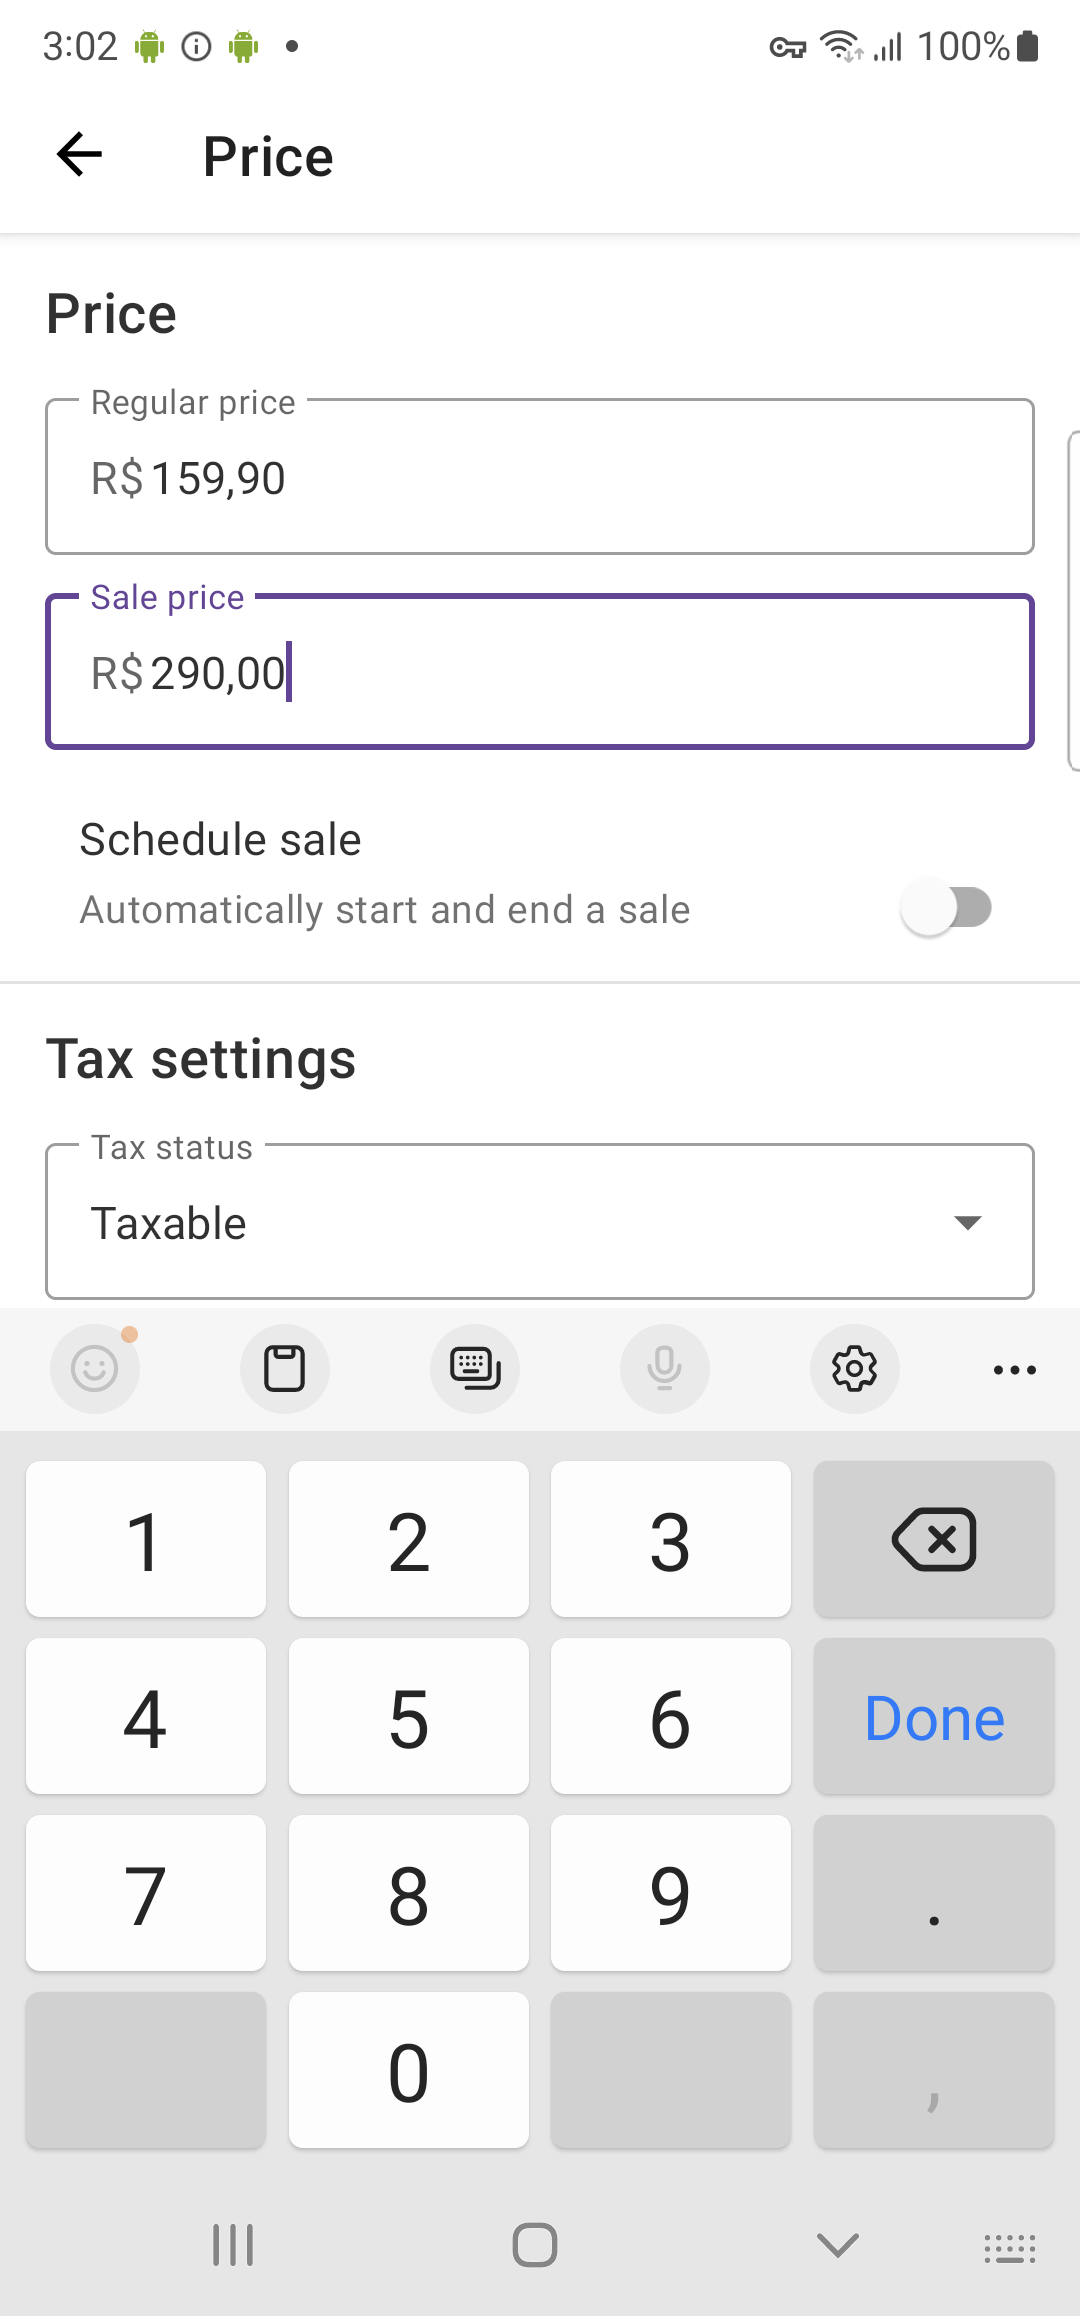 3:02
100%
Price
Price
Regular price
R$ 159,90
Sale price
R$ 290,00
Schedule sale
Automatically start and end a sale
Tax settings
Tax status
Taxable
1 2 3
4 5 6 Done
7 8 9 .
0 ,